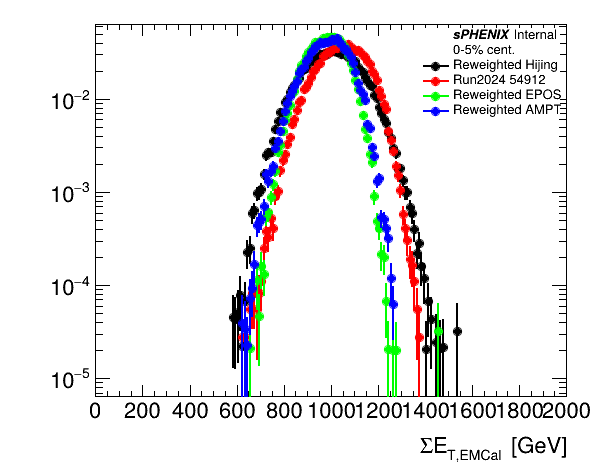 sPHENIX Internal
0-5% cent.
Reweighted Hijing
Run2024 54912
Reweighted EPOS
Reweighted AMPT
10⁻²
10⁻³
10⁻⁴
10⁻⁵
0 200 400 600 800 1000 1200 1400 1600 1800 2000
ΣE_T,EMCal [GeV]